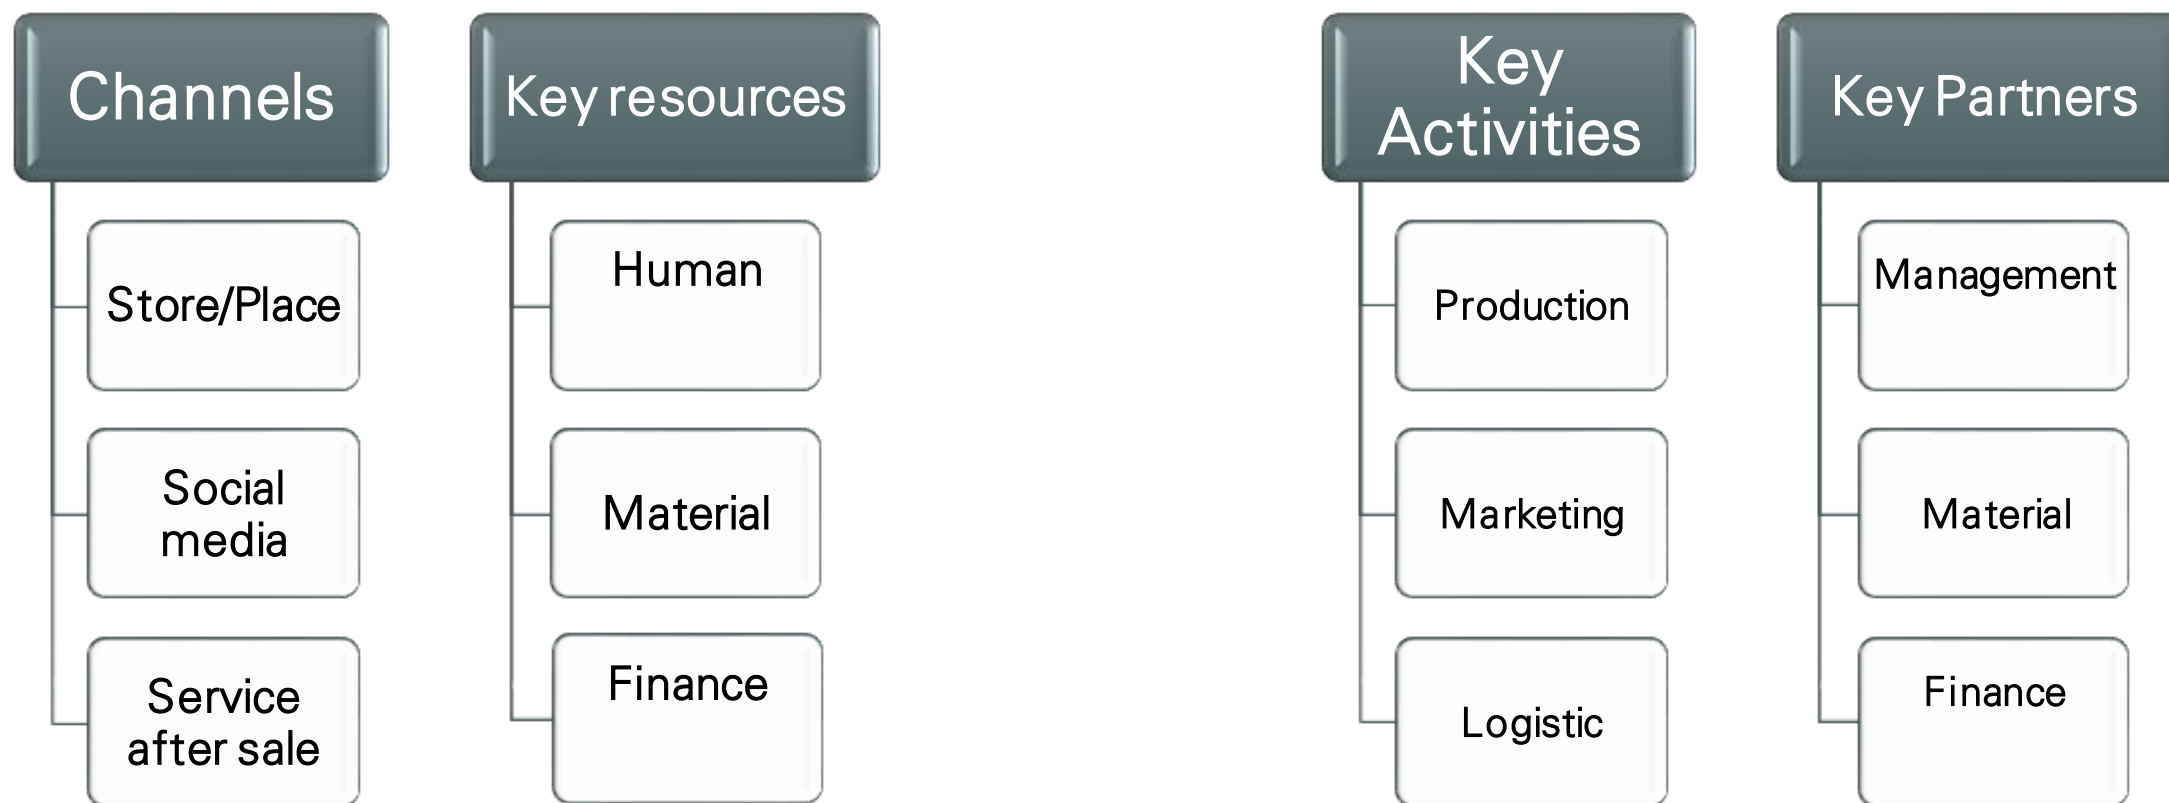 Channels
Store/Place
Social
media
Service
after sale
Key resources
Human
Material
Finance
Key
Activities
Production
Marketing
Logistic
Key Partners
Management
Material
Finance